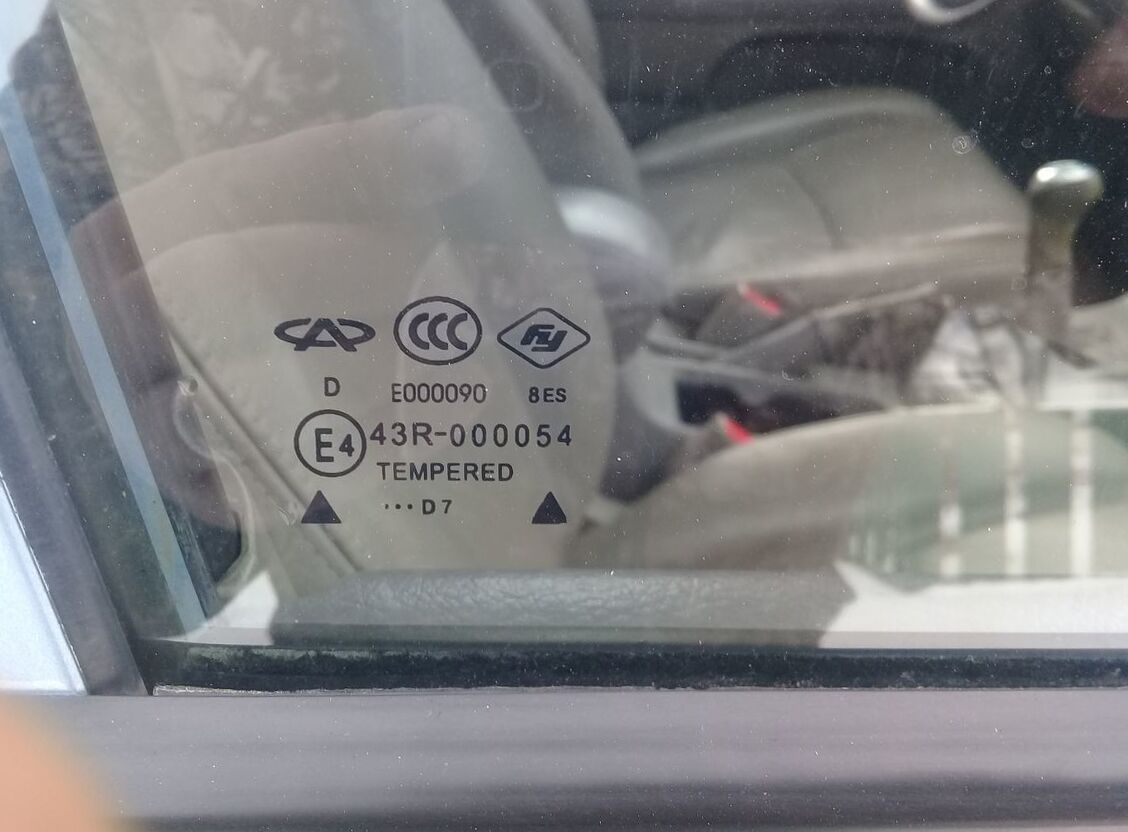 CCC fy
D E000090 8ES
E4 43R-000054
TEMPERED
...D7